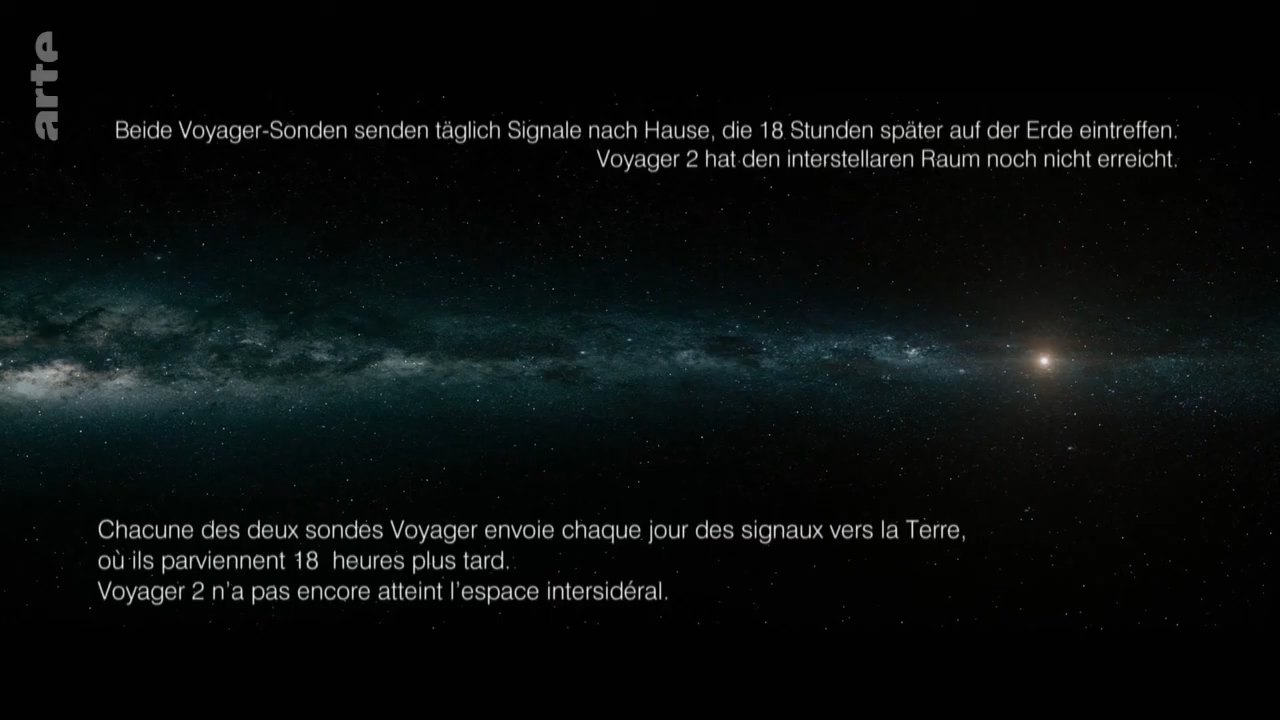 arte
Beide Voyager-Sonden senden täglich Signale nach Hause, die 18 Stunden später auf der Erde eintreffen.
Voyager 2 hat den interstellaren Raum noch nicht erreicht.
Chacune des deux sondes Voyager envoie chaque jour des signaux vers la Terre,
où ils parviennent 18  heures plus tard.
Voyager 2 n'a pas encore atteint l'espace intersidéral.